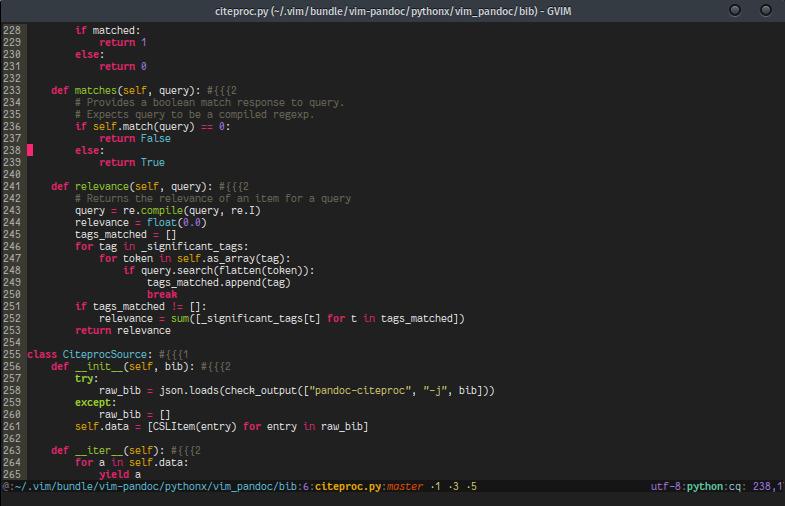 citeproc.py (~/.vim/bundle/vim-pandoc/pythonx/vim_pandoc/bib) - GVIM
228         if matched:
229             return 1
230         else:
231             return 0
232
233     def matches(self, query): #{{{2
234         # Provides a boolean match response to query.
235         # Expects query to be a compiled regexp.
236         if self.match(query) == 0:
237             return False
238         else:
239             return True
240
241     def relevance(self, query): #{{{2
242         # Returns the relevance of an item for a query
243         query = re.compile(query, re.I)
244         relevance = float(0.0)
245         tags_matched = []
246         for tag in _significant_tags:
247             for token in self.as_array(tag):
248                 if query.search(flatten(token)):
249                     tags_matched.append(tag)
250                     break
251         if tags_matched != []:
252             relevance = sum([_significant_tags[t] for t in tags_matched])
253         return relevance
254
255 class CiteprocSource: #{{{1
256     def __init__(self, bib): #{{{2
257         try:
258             raw_bib = json.loads(check_output(["pandoc-citeproc", "-j", bib]))
259         except:
260             raw_bib = []
261         self.data = [CSLItem(entry) for entry in raw_bib]
262
263     def __iter__(self): #{{{2
264         for a in self.data:
265             yield a
@:~/.vim/bundle/vim-pandoc/pythonx/vim_pandoc/bib:6:citeproc.py:master ·1 ·3 ·5 utf-8:python:cq: 238,1